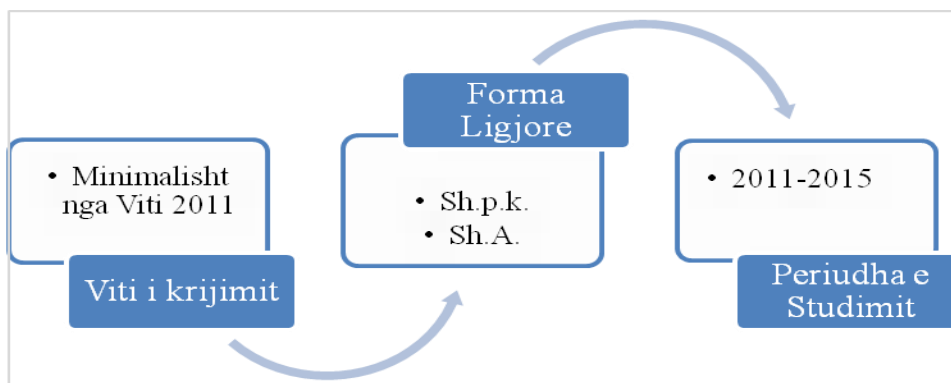 • Minimalisht
nga Viti 2011
Viti i krijimit
Forma
Ligjore
• Sh.p.k.
• Sh.A.
• 2011-2015
Periudha e
Studimit